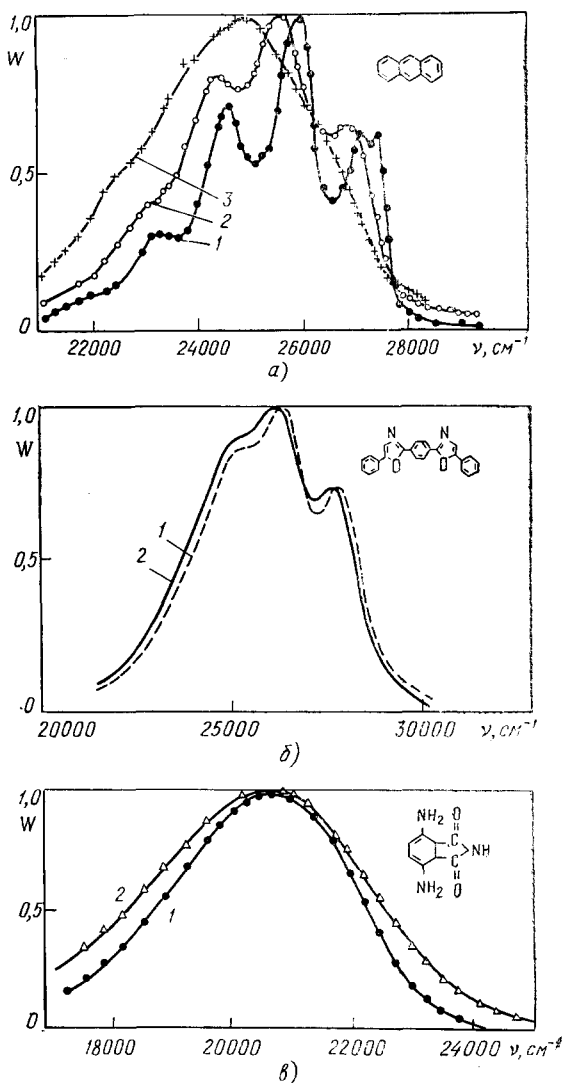 1,0
W
3
2
0,5
1
0
22000 24000 26000 28000 ν, см⁻¹
а)
1,0
W
N N
O O
1
2
0,5
0
20000 25000 30000 ν, см⁻¹
б)
1,0
W
NH₂ O
C
NH
C
NH₂ O
2
1
0,5
0
18000 20000 22000 24000 ν, см⁻¹
в)